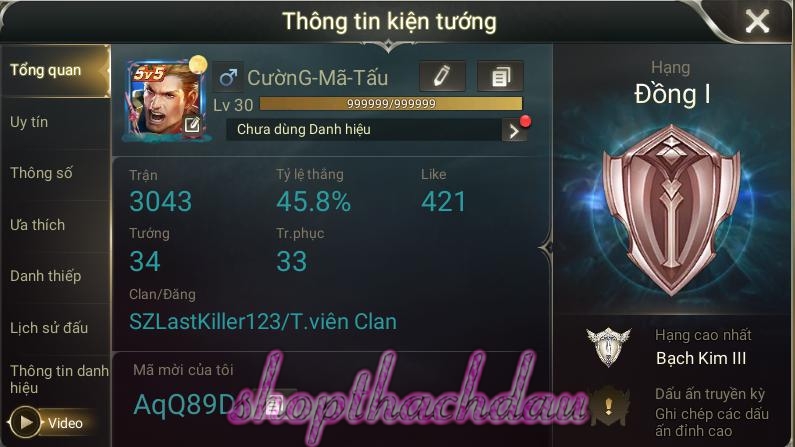 Thông tin kiện tướng
Tổng quan
Uy tín
Thông số
Ưa thích
Danh thiếp
Lịch sử đấu
Thông tin danh
hiệu
Video
5v5
CườnG-Mã-Tấu
Lv 30
999999/999999
Chưa dùng Danh hiệu
Trận
3043
Tỷ lệ thắng
45.8%
Like
421
Tướng
34
Tr.phục
33
Clan/Đăng
SZLastKiller123/T.viên Clan
Mã mời của tôi
AqQ89D
shopthachdau
Hạng
Đồng I
Hạng cao nhất
Bạch Kim III
Dấu ấn truyền kỳ
Ghi chép các dấu
ấn đỉnh cao